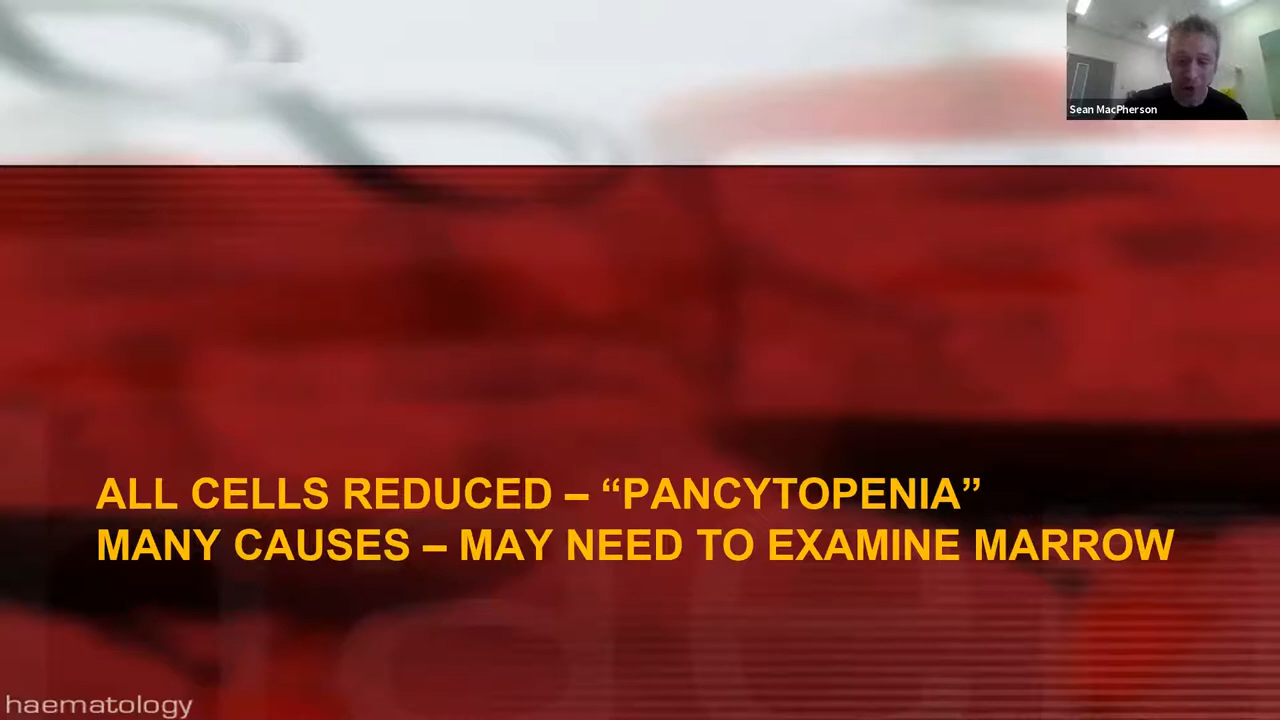 Sean MacPherson
ALL CELLS REDUCED – “PANCYTOPENIA”
MANY CAUSES – MAY NEED TO EXAMINE MARROW
haematology